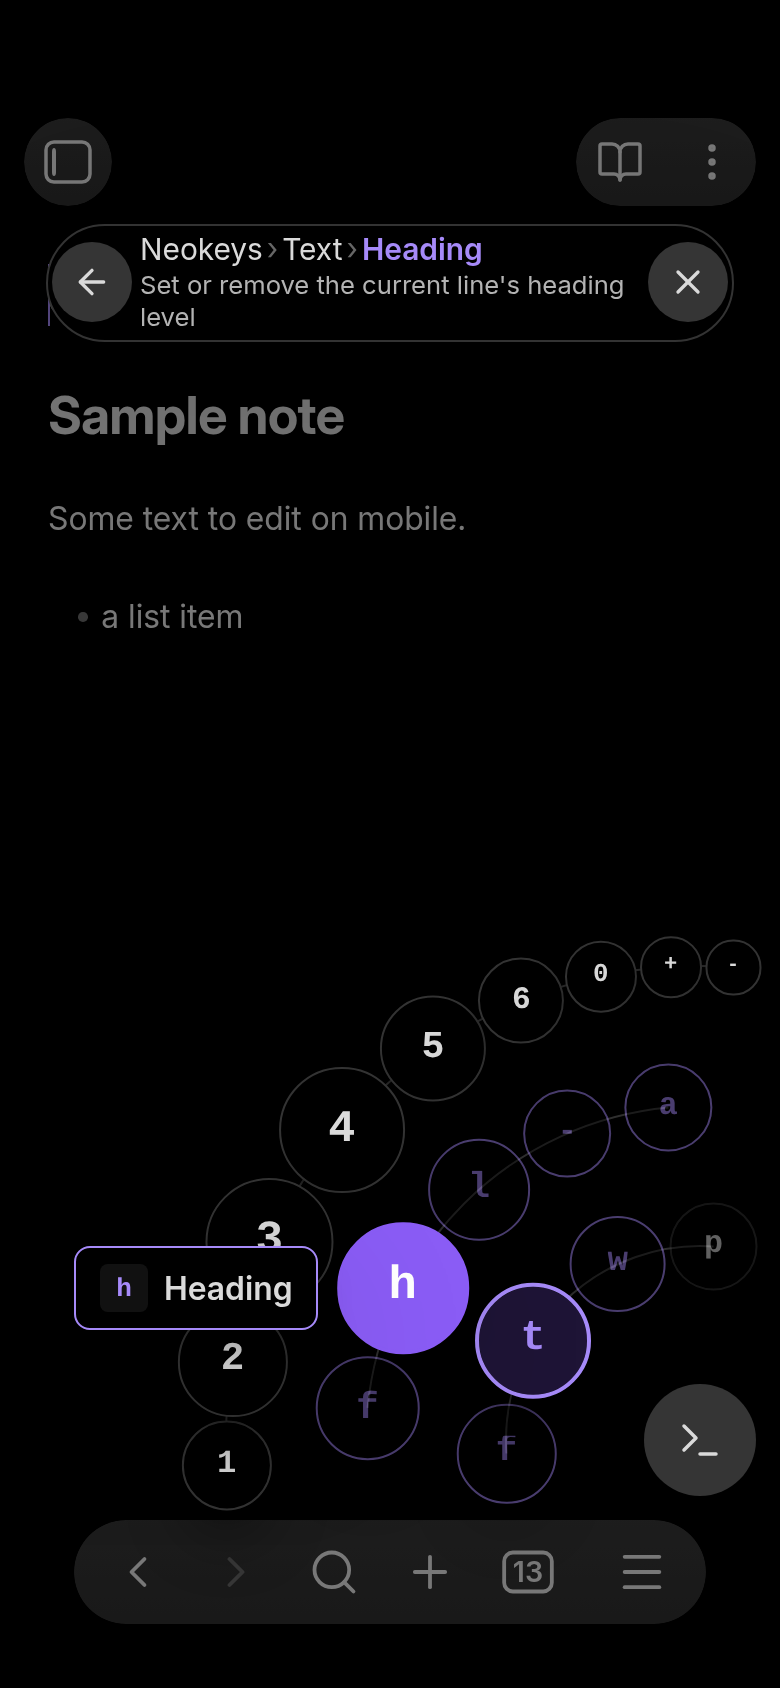 Neokeys › Text › Heading
Set or remove the current line's heading
level
Sample note
Some text to edit on mobile.
• a list item
0 + -
6
5
4
l - a
3
h Heading
h
t
w p
2
f
f
1
13